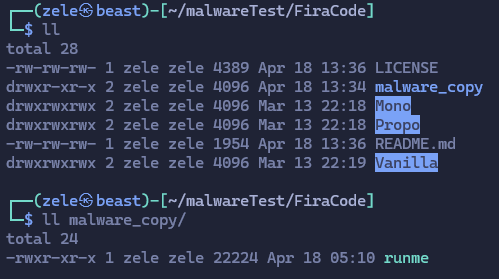 ┌──(zele㉿beast)-[~/malwareTest/FiraCode]
└─$ ll
total 28
-rw-rw-rw- 1 zele zele 4389 Apr 18 13:36 LICENSE
drwxr-xr-x 2 zele zele 4096 Apr 18 13:34 malware_copy
drwxrwxrwx 2 zele zele 4096 Mar 13 22:18 Mono
drwxrwxrwx 2 zele zele 4096 Mar 13 22:18 Propo
-rw-rw-rw- 1 zele zele 1954 Apr 18 13:36 README.md
drwxrwxrwx 2 zele zele 4096 Mar 13 22:19 Vanilla
┌──(zele㉿beast)-[~/malwareTest/FiraCode]
└─$ ll malware_copy/
total 24
-rwxr-xr-x 1 zele zele 22224 Apr 18 05:10 runme